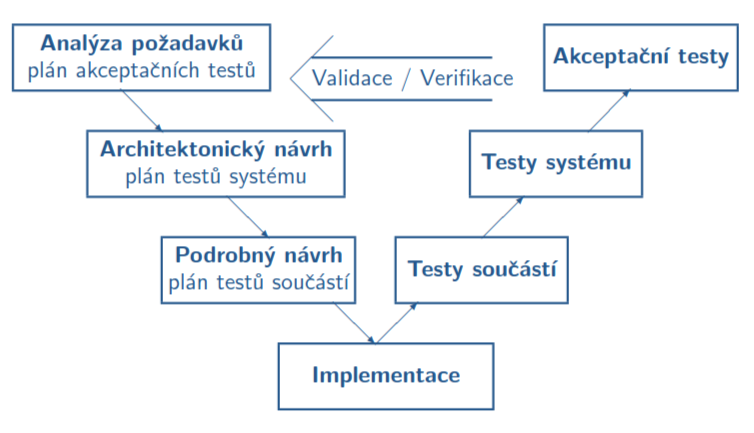 Analýza požadavků
plán akceptačních testů
Validace / Verifikace
Akceptační testy
Architektonický návrh
plán testů systému
Testy systému
Podrobný návrh
plán testů součástí
Testy součástí
Implementace